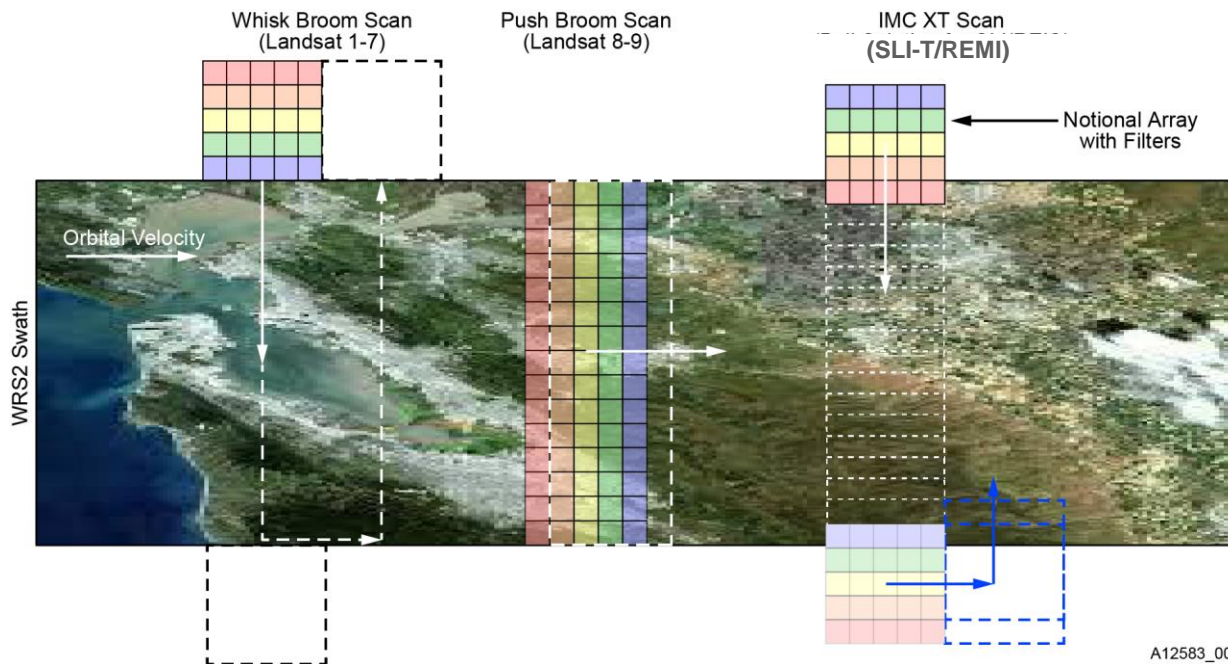 Whisk Broom Scan
(Landsat 1-7)
Push Broom Scan
(Landsat 8-9)
IMC XT Scan
(SLI-T/REMI)
Notional Array
with Filters
Orbital Velocity
WRS2 Swath
A12583_00